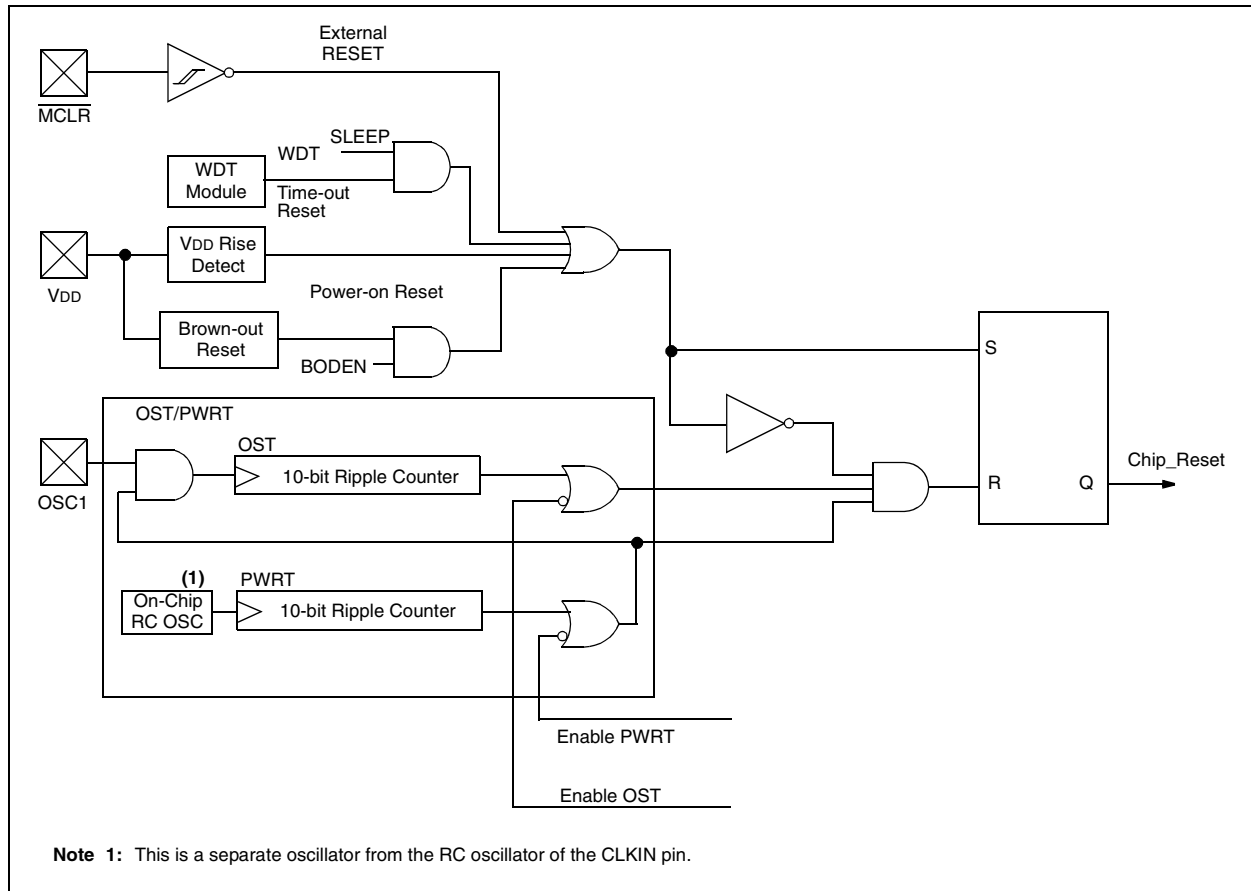 External
RESET
MCLR
SLEEP
WDT
WDT
Module
Time-out
Reset
VDD
VDD Rise
Detect
Power-on Reset
Brown-out
Reset
BODEN
S
OST/PWRT
OSC1
OST
10-bit Ripple Counter
Chip_Reset
R
Q
(1)
On-Chip
RC OSC
PWRT
10-bit Ripple Counter
Enable PWRT
Enable OST
Note 1: This is a separate oscillator from the RC oscillator of the CLKIN pin.